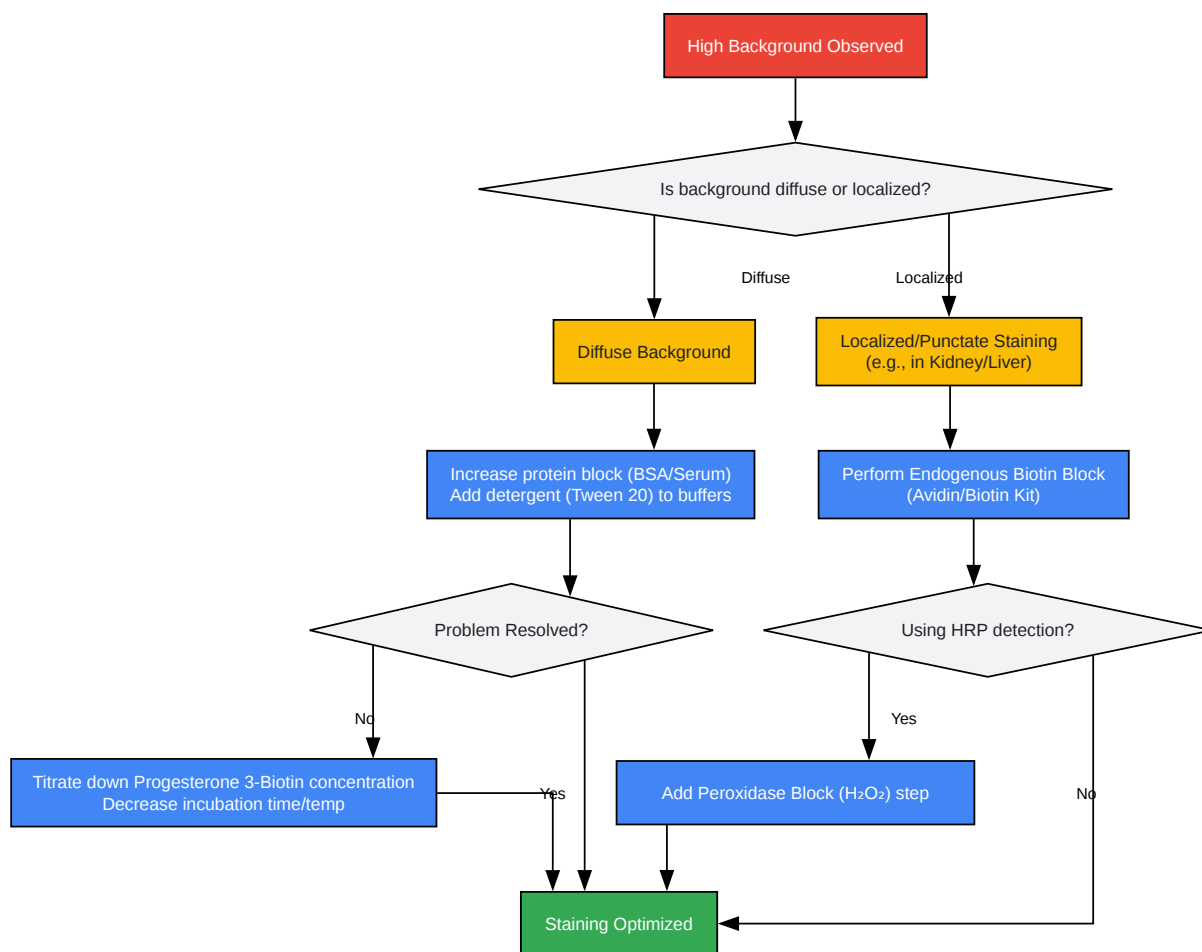 High Background Observed
Is background diffuse or localized?
Diffuse
Localized
Diffuse Background
Localized/Punctate Staining
(e.g., in Kidney/Liver)
Increase protein block (BSA/Serum)
Add detergent (Tween 20) to buffers
Perform Endogenous Biotin Block
(Avidin/Biotin Kit)
Problem Resolved?
Using HRP detection?
No
Yes
Titrate down Progesterone 3-Biotin concentration
Decrease incubation time/temp
Yes
Add Peroxidase Block (H₂O₂) step
No
Staining Optimized